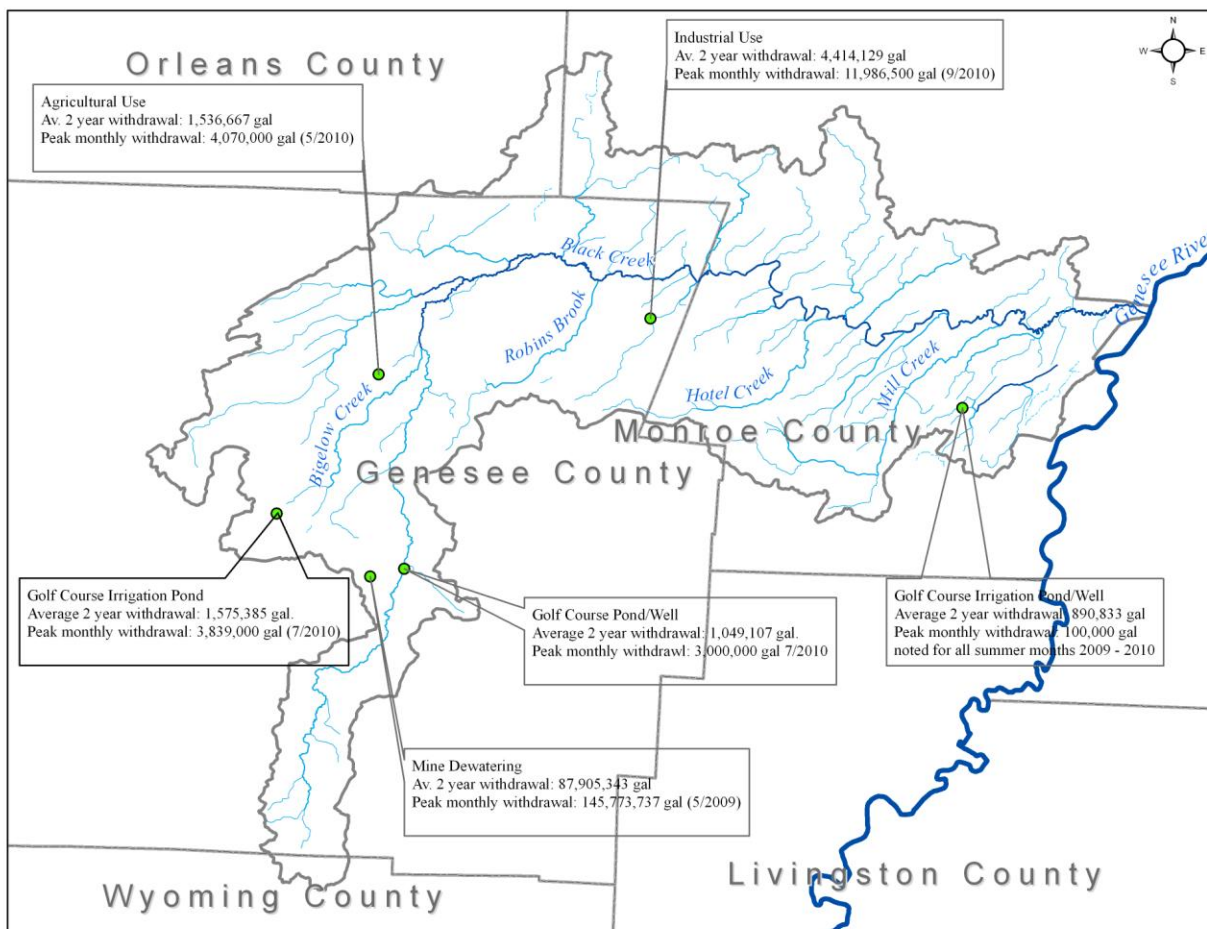 N
W E
S
Orleans County
Industrial Use
Av. 2 year withdrawal: 4,414,129 gal
Peak monthly withdrawal: 11,986,500 gal (9/2010)
Agricultural Use
Av. 2 year withdrawal: 1,536,667 gal
Peak monthly withdrawal: 4,070,000 gal (5/2010)
Black Creek
Genesee River
Robins Brook
Hotel Creek
Mill Creek
Bigelow Creek
Monroe County
Genesee County
Golf Course Irrigation Pond
Average 2 year withdrawal: 1,575,385 gal.
Peak monthly withdrawal: 3,839,000 gal (7/2010)
Golf Course Pond/Well
Average 2 year withdrawal: 1,049,107 gal.
Peak monthly withdrawl: 3,000,000 gal 7/2010
Golf Course Irrigation Pond/Well
Average 2 year withdrawal: 890,833 gal
Peak monthly withdrawal: 100,000 gal
noted for all summer months 2009 - 2010
Mine Dewatering
Av. 2 year withdrawal: 87,905,343 gal
Peak monthly withdrawal: 145,773,737 gal (5/2009)
Livingston County
Wyoming County